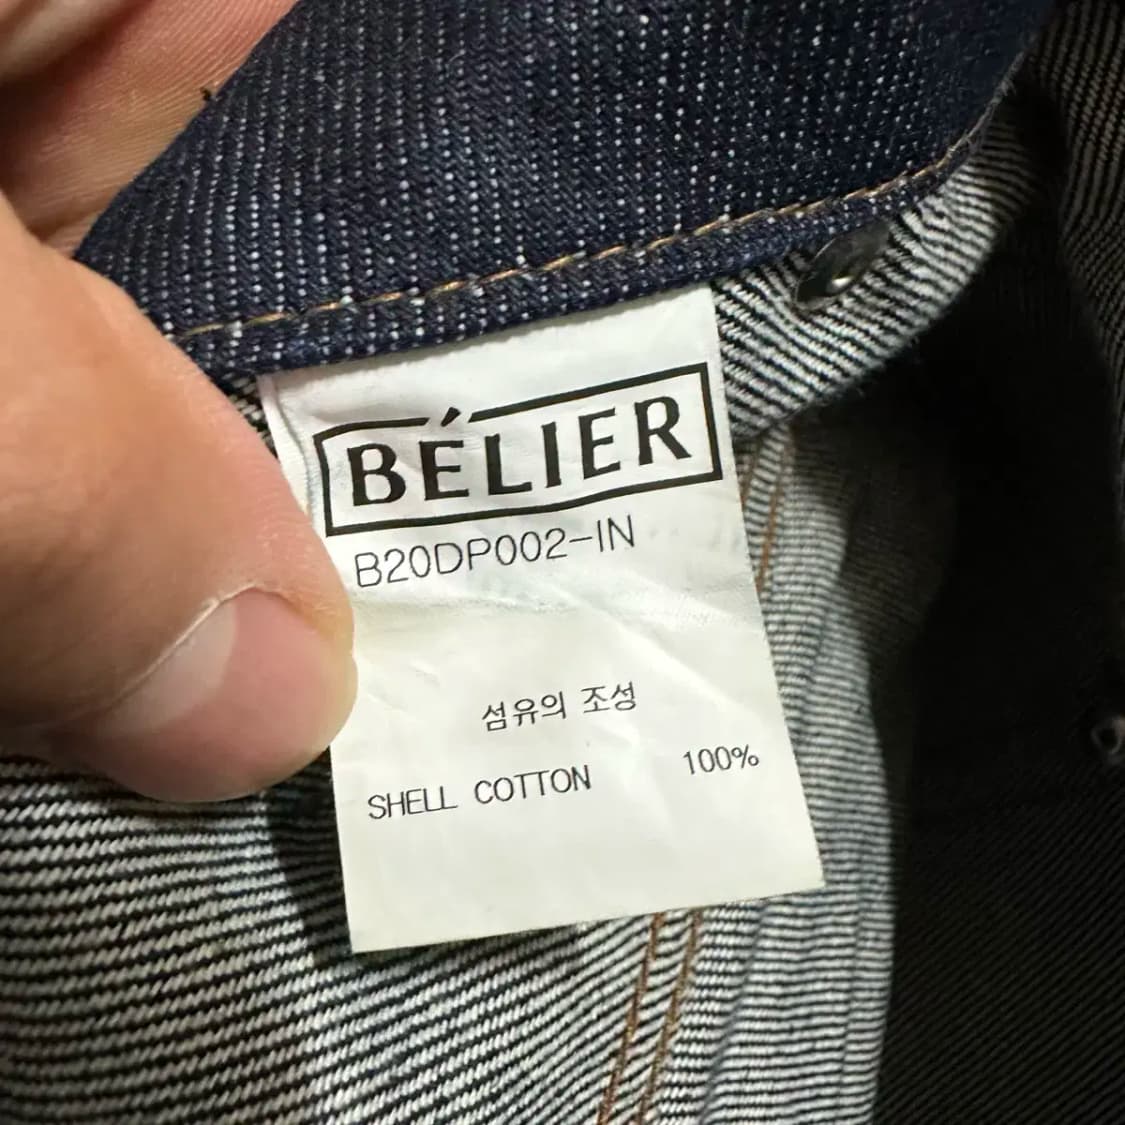 BÉLIER
B20DP002-IN
섬유의 조성
SHELL COTTON 100%